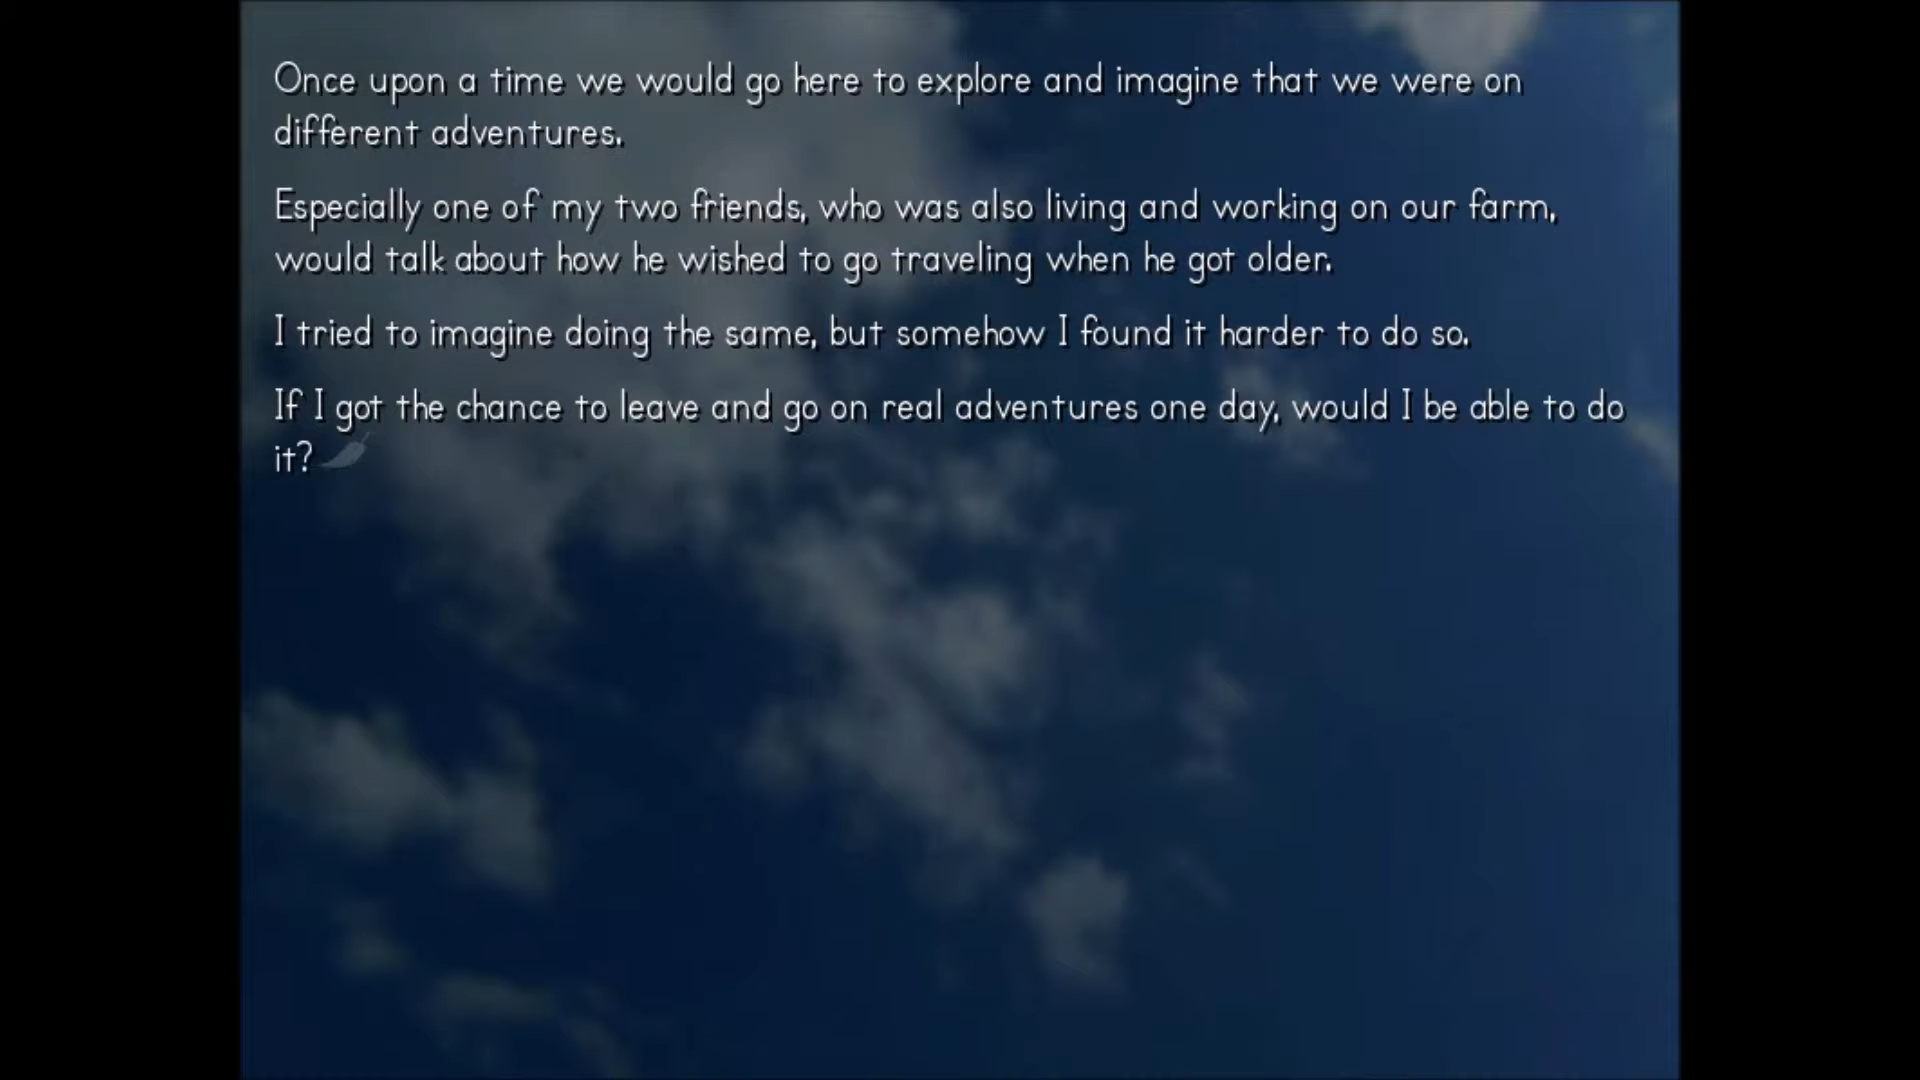 Once upon a time we would go here to explore and imagine that we were on
different adventures.
Especially one of my two friends, who was also living and working on our farm,
would talk about how he wished to go traveling when he got older.
I tried to imagine doing the same, but somehow I found it harder to do so.
If I got the chance to leave and go on real adventures one day, would I be able to do
it?